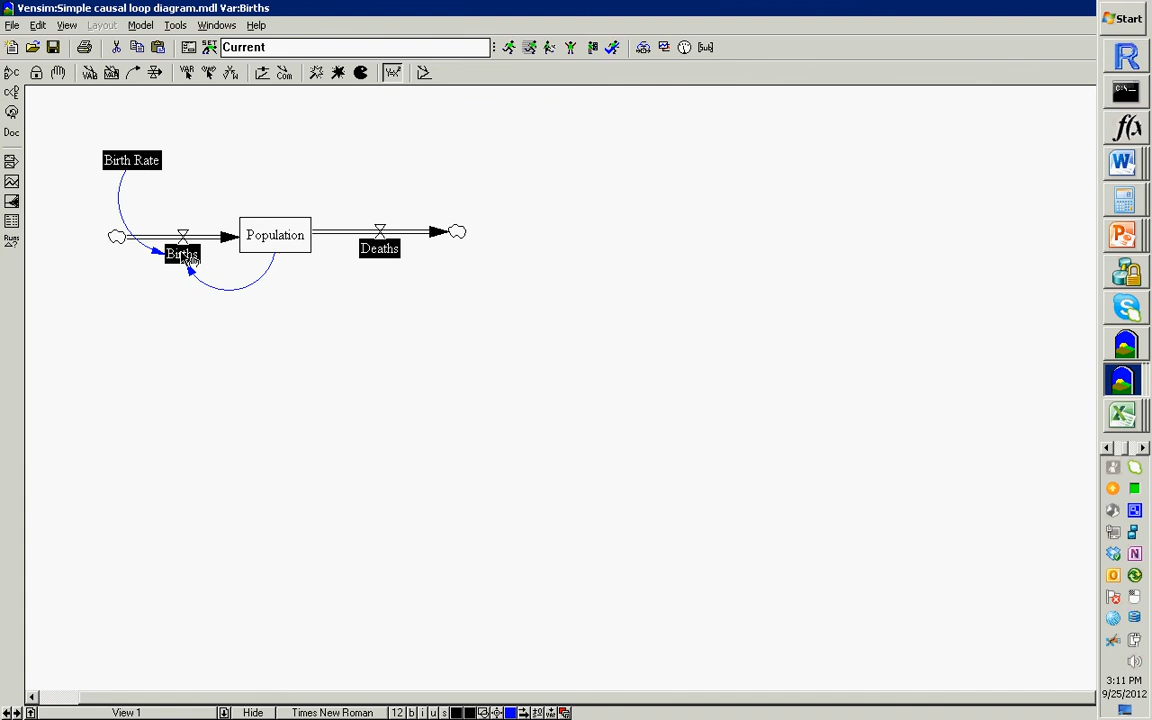 Vensim:Simple causal loop diagram.mdl Var:Births
File Edit View Layout Model Tools Windows Help
Current
Doc
Birth Rate
Population
Births
Deaths
Start
3:11 PM
9/25/2012
View 1 Hide Times New Roman 12 b i u s